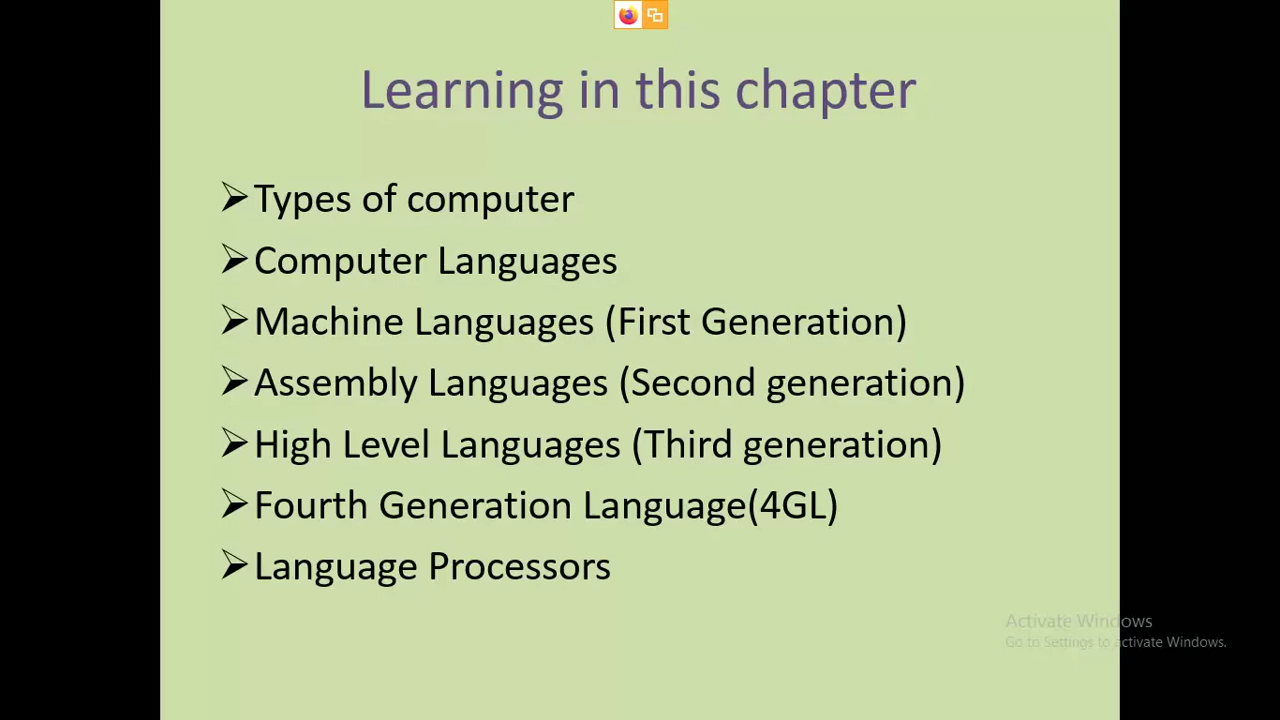 Learning in this chapter
➢Types of computer
➢Computer Languages
➢Machine Languages (First Generation)
➢Assembly Languages (Second generation)
➢High Level Languages (Third generation)
➢Fourth Generation Language(4GL)
➢Language Processors
Activate Windows
Go to Settings to activate Windows.